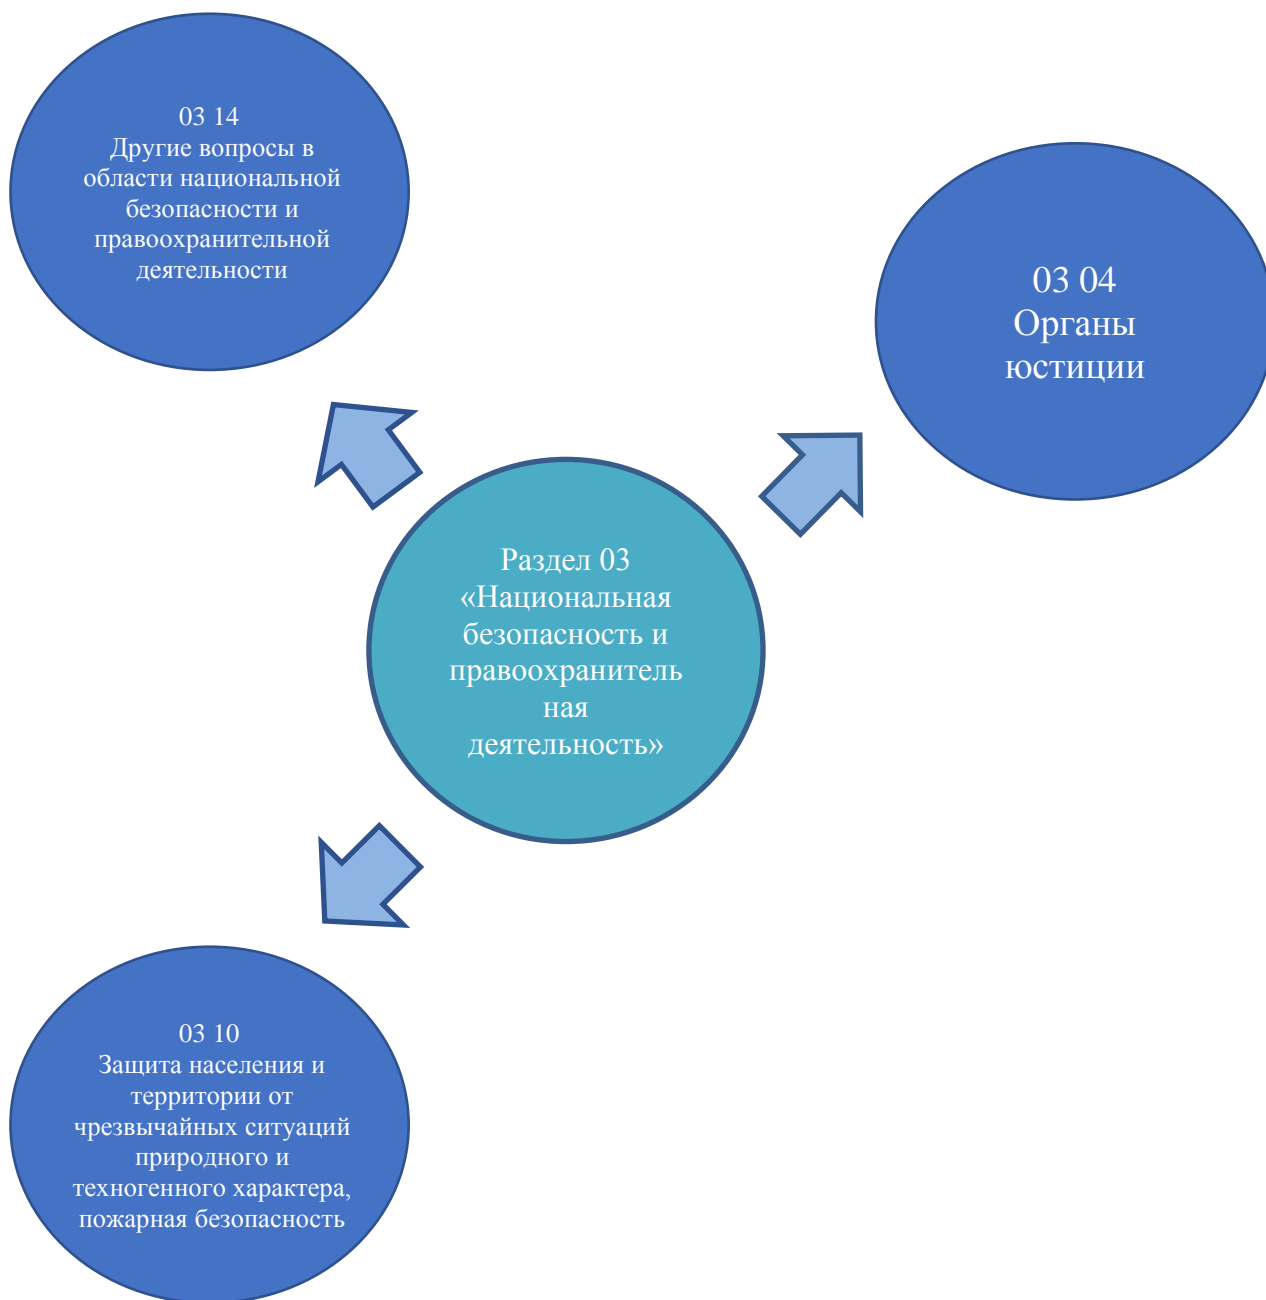 03 14
Другие вопросы в
области национальной
безопасности и
правоохранительной
деятельности
03 04
Органы
юстиции
Раздел 03
«Национальная
безопасность и
правоохранитель
ная
деятельность»
03 10
Защита населения и
территории от
чрезвычайных ситуаций
природного и
техногенного характера,
пожарная безопасность